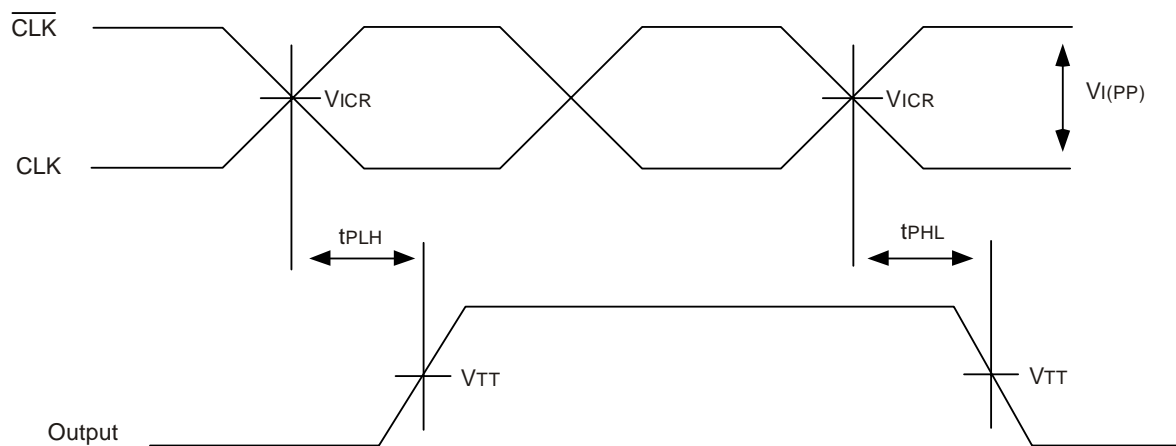 CLK
VICR
VICR
VI(PP)
CLK
tPLH
tPHL
VTT
VTT
Output